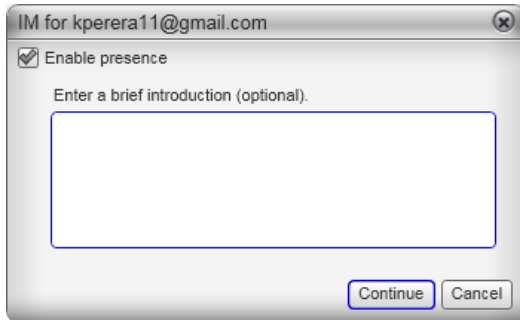 IM for kperera11@gmail.com
Enable presence
Enter a brief introduction (optional).
Continue Cancel